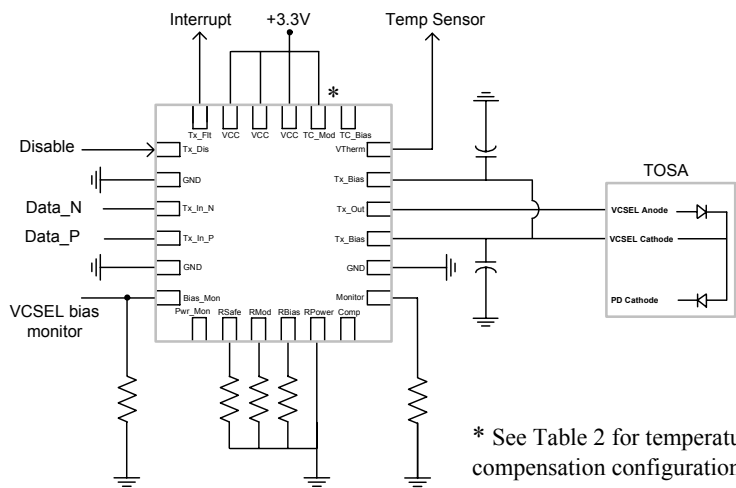 Interrupt
+3.3V
Temp Sensor
*
Tx_Flt
VCC
VCC
VCC
TC_Mod
TC_Bias
Disable
Tx_Dis
VTherm
GND
Tx_Bias
TOSA
Data_N
Tx_In_N
Tx_Out
VCSEL Anode
Data_P
Tx_In_P
Tx_Bias
VCSEL Cathode
GND
GND
Bias_Mon
Monitor
PD Cathode
VCSEL bias
monitor
Pwr_Mon
RSafe
RMod
RBias
RPower
Comp
* See Table 2 for temperatu
compensation configuration